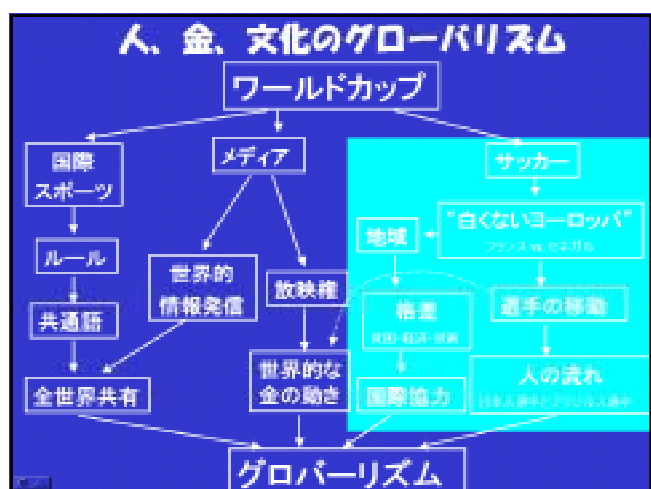 人、金、文化のグローバリズム
ワールドカップ
国際
スポーツ
メディア
サッカー
"白くないヨーロッパ"
フランス vs. セネガル
地域
ルール
世界的
情報発信
放映権
格差
選手の移動
共通語
全世界共有
世界的な
金の動き
国際協力
人の流れ
グロバーリズム